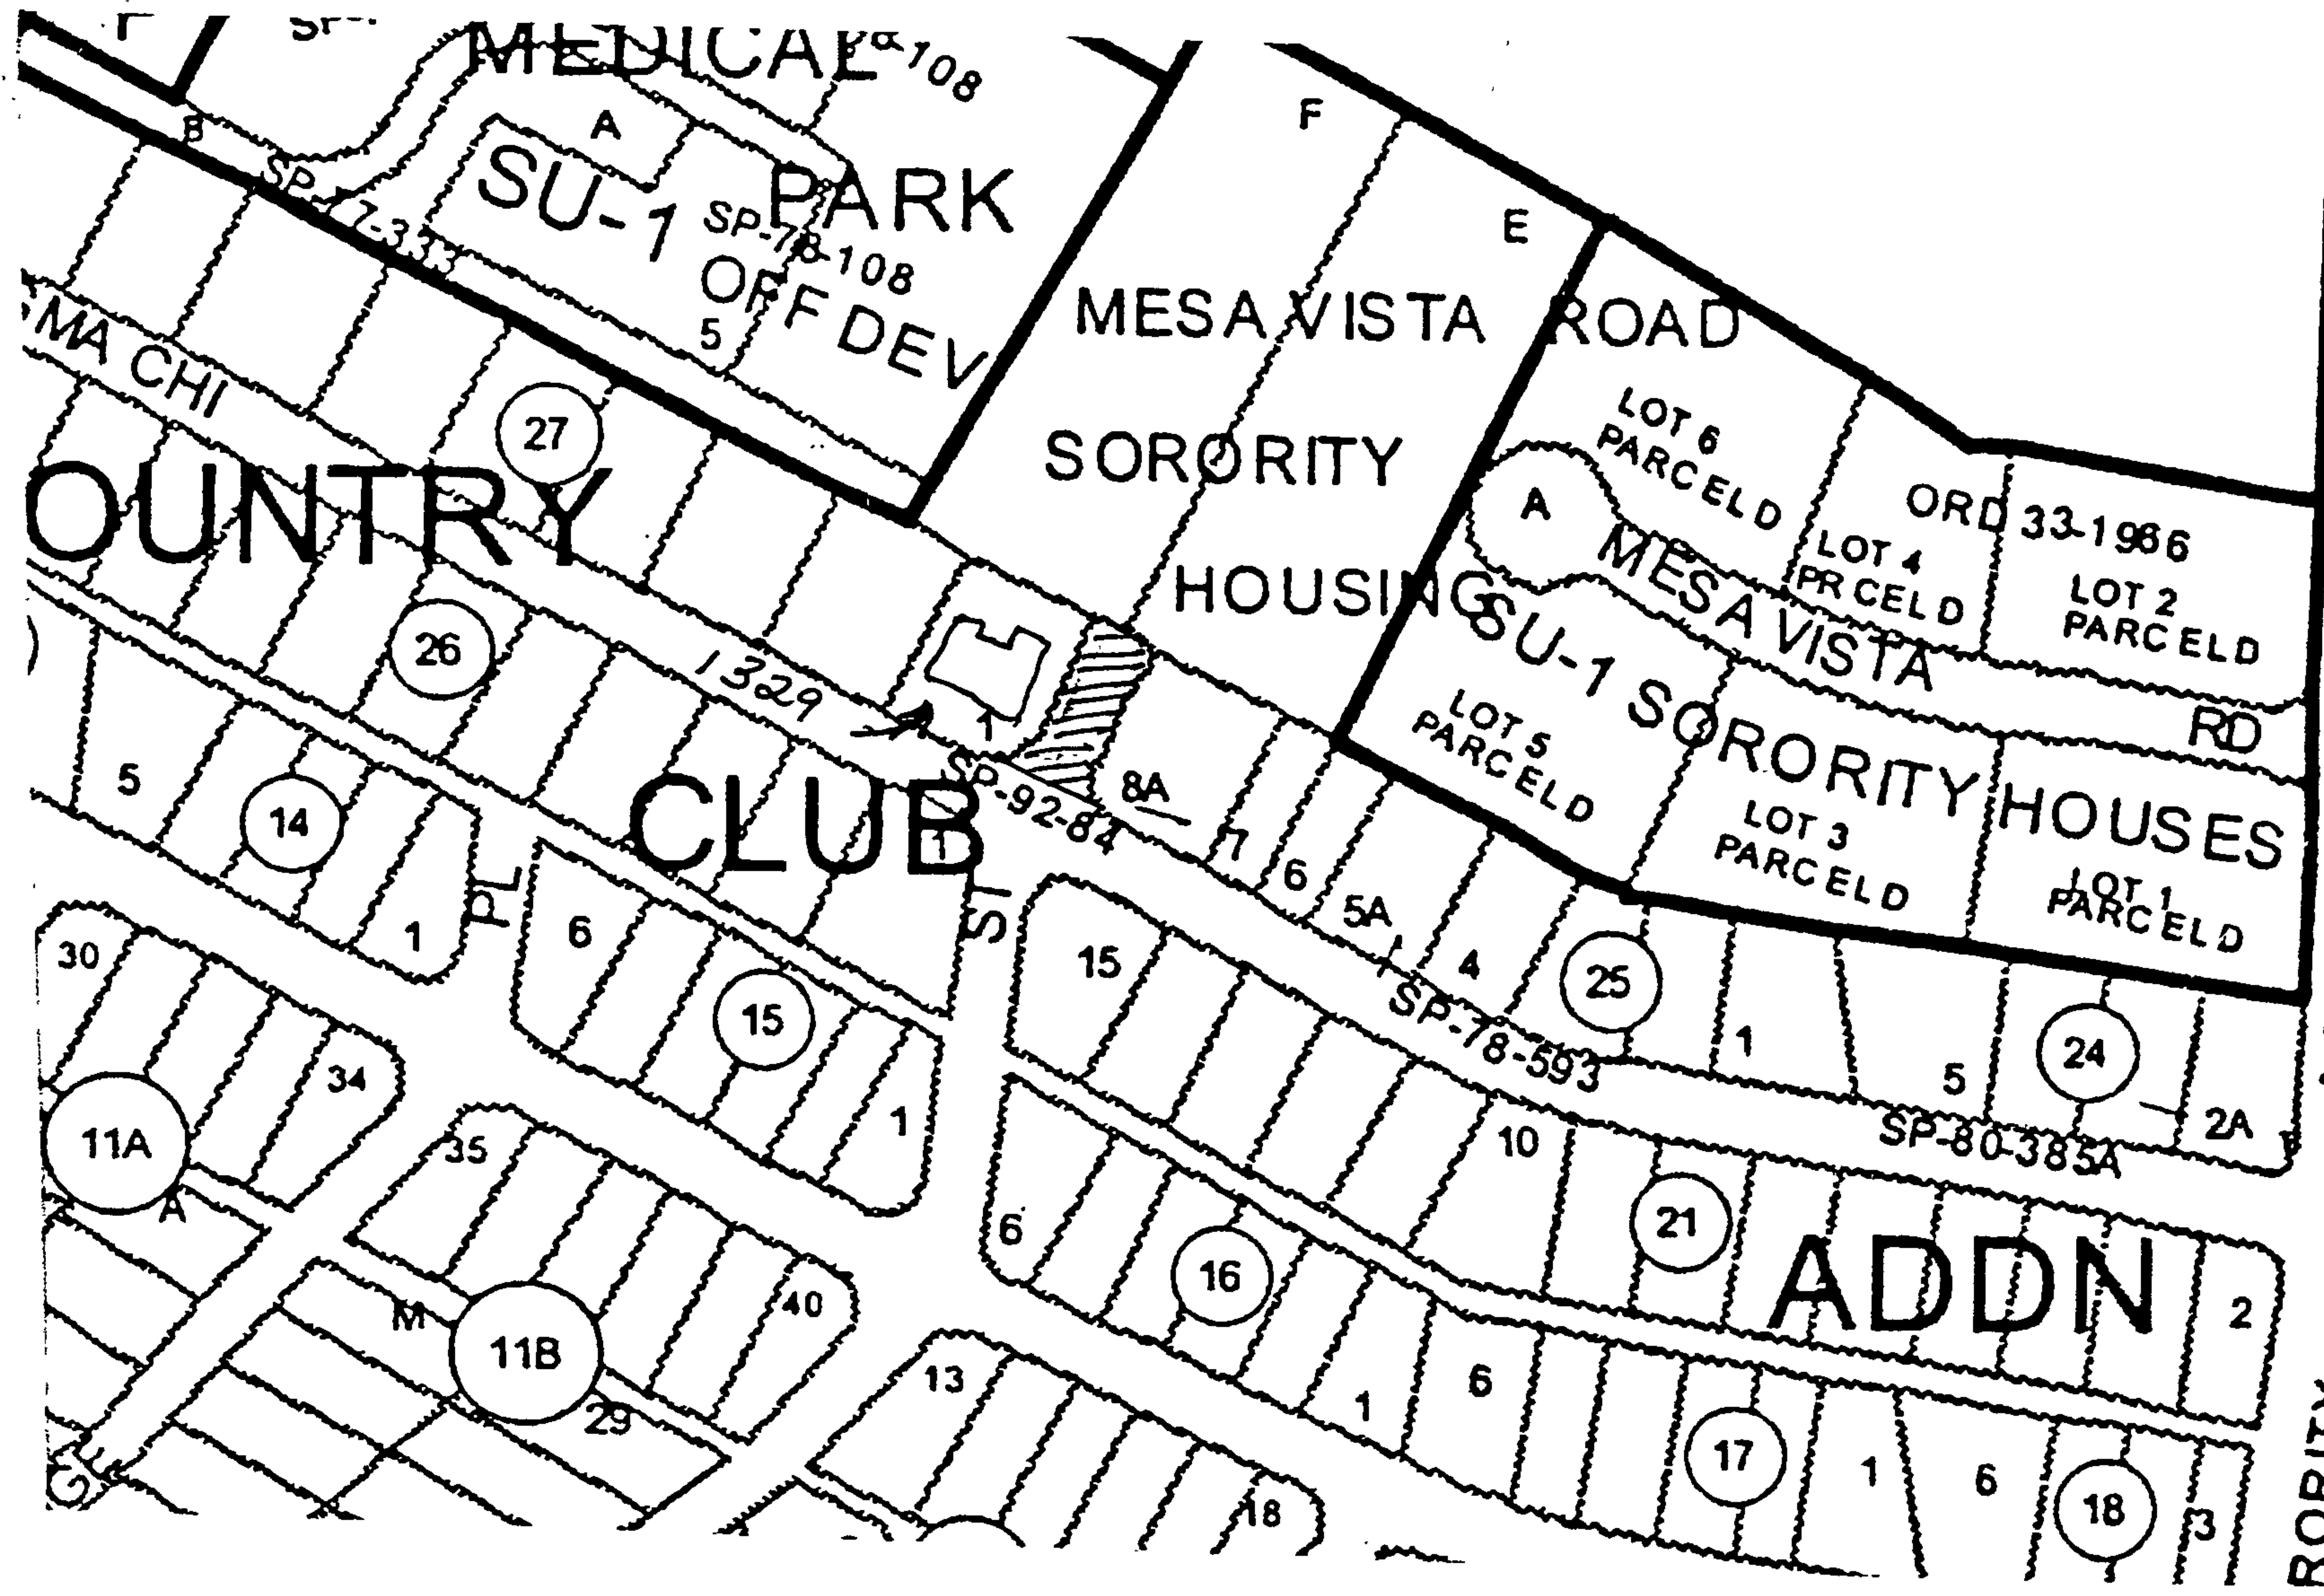 MEDICAL
108
F
A
B
SU-1
PARK
SP-78-108
OFF DEV
5
E
MESA VISTA ROAD
MA CHI
27
SORORITY
LOT 6
PARCEL D
A
ORD 33-1986
LOT 4
PRCEL D
LOT 2
PARCEL D
OUNTRY
HOUSING
MESA VISTA
RD
26
1329
1
SU-1 SORORITY HOUSES
LOT 5
PARCEL D
LOT 3
PARCEL D
LOT 1
PARCEL D
5
14
1
PL
CLUB
1
SP-92-84
8A
7
6
5A
4
25
1
5
24
2A
ST
6
15
1
15
SP-78-593
SP-80-385A
30
34
11A
A
35
10
21
ADDN
2
6
16
1
M
11B
40
29
13
18
6
17
1
6
18
3